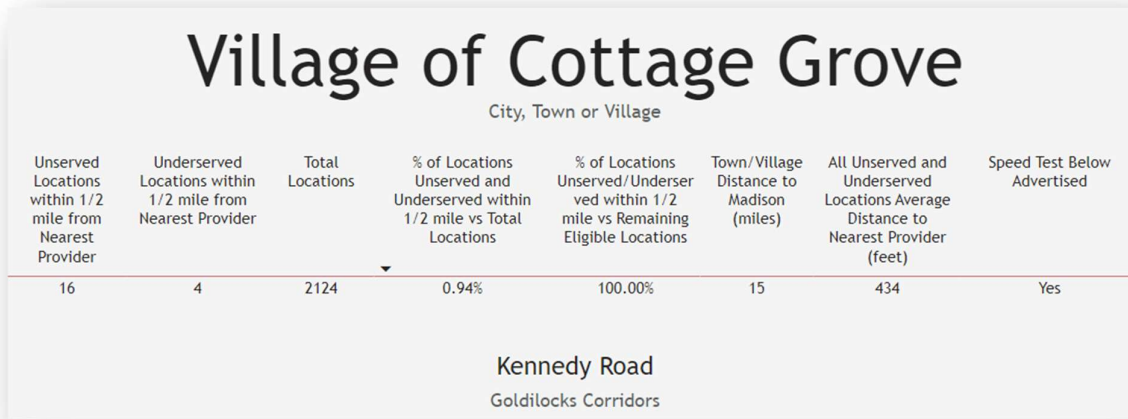 Village of Cottage Grove
City, Town or Village
Unserved
Locations
within 1/2
mile from
Nearest
Provider
Underserved
Locations within
1/2 mile from
Nearest Provider
Total
Locations
% of Locations
Unserved and
Underserved within
1/2 mile vs Total
Locations
% of Locations
Unserved/Underser
ved within 1/2
mile vs Remaining
Eligible Locations
Town/Village
Distance to
Madison
(miles)
All Unserved and
Underserved
Locations Average
Distance to
Nearest Provider
(feet)
Speed Test Below
Advertised
16 4 2124 0.94% 100.00% 15 434 Yes
Kennedy Road
Goldilocks Corridors